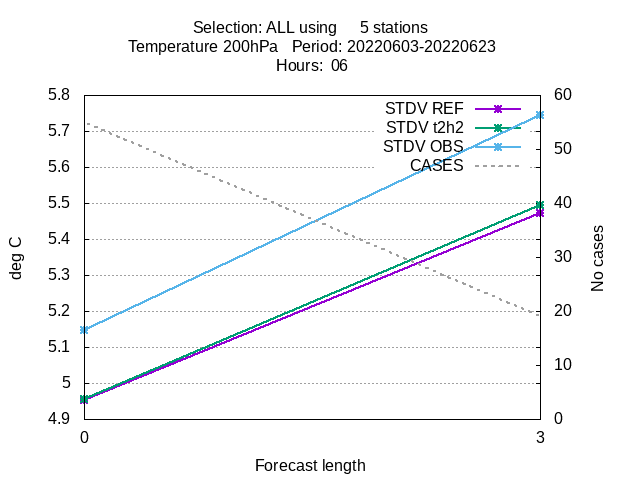 Selection: ALL using 5 stations
Temperature 200hPa Period: 20220603-20220623
Hours: 06
5.8
5.7
5.6
5.5
5.4
5.3
5.2
5.1
5
4.9
deg C
STDV REF
STDV t2h2
STDV OBS
CASES
60
50
40
30
20
10
0
No cases
0 3
Forecast length